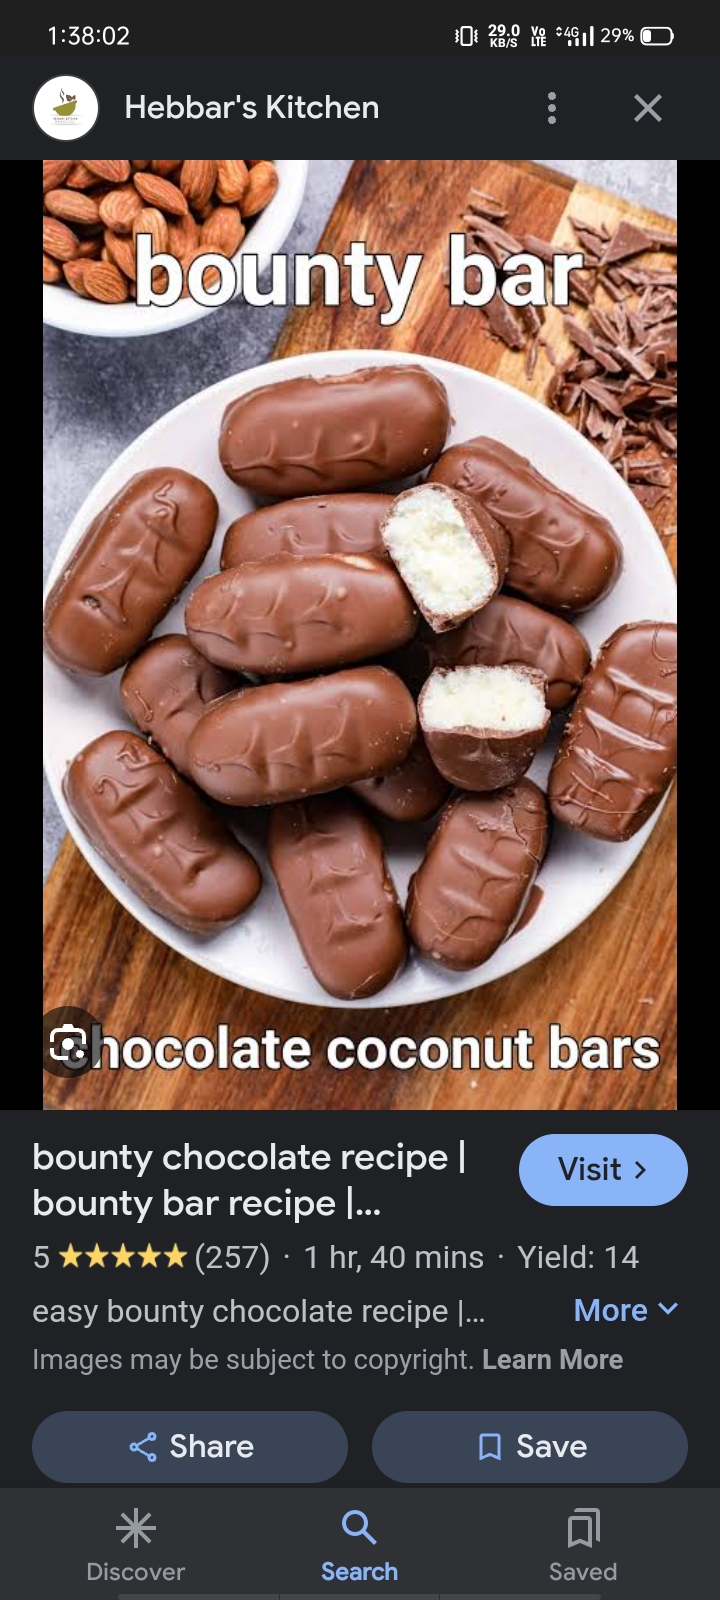 1:38:02
29.0 KB/S Vo LTE 4G 29%
Hebbar's Kitchen
bounty bar
chocolate coconut bars
bounty chocolate recipe |
bounty bar recipe |...
Visit
5 ★★★★★ (257) · 1 hr, 40 mins · Yield: 14
easy bounty chocolate recipe |...
More
Images may be subject to copyright. Learn More
Share
Save
Discover
Search
Saved